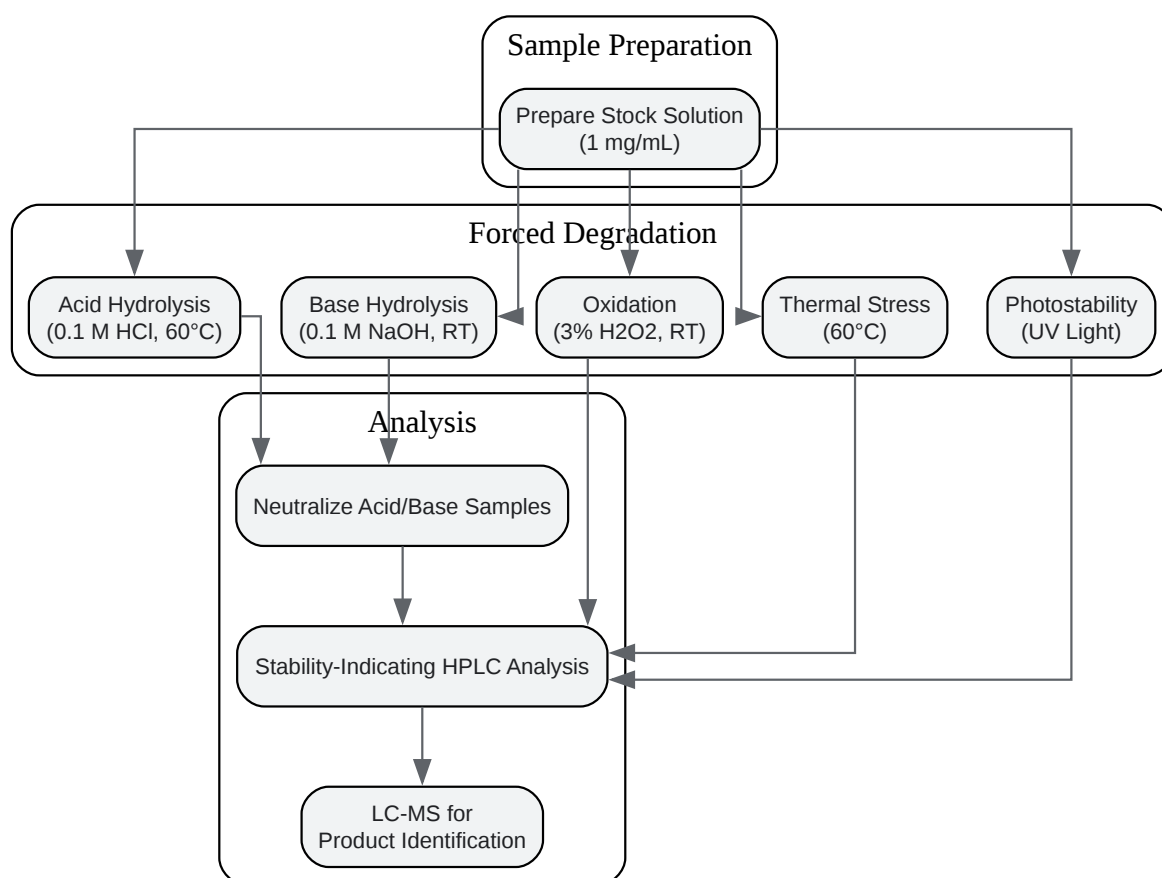 Sample Preparation
Prepare Stock Solution
(1 mg/mL)
Forced Degradation
Acid Hydrolysis
(0.1 M HCl, 60°C)
Base Hydrolysis
(0.1 M NaOH, RT)
Oxidation
(3% H2O2, RT)
Thermal Stress
(60°C)
Photostability
(UV Light)
Analysis
Neutralize Acid/Base Samples
Stability-Indicating HPLC Analysis
LC-MS for
Product Identification